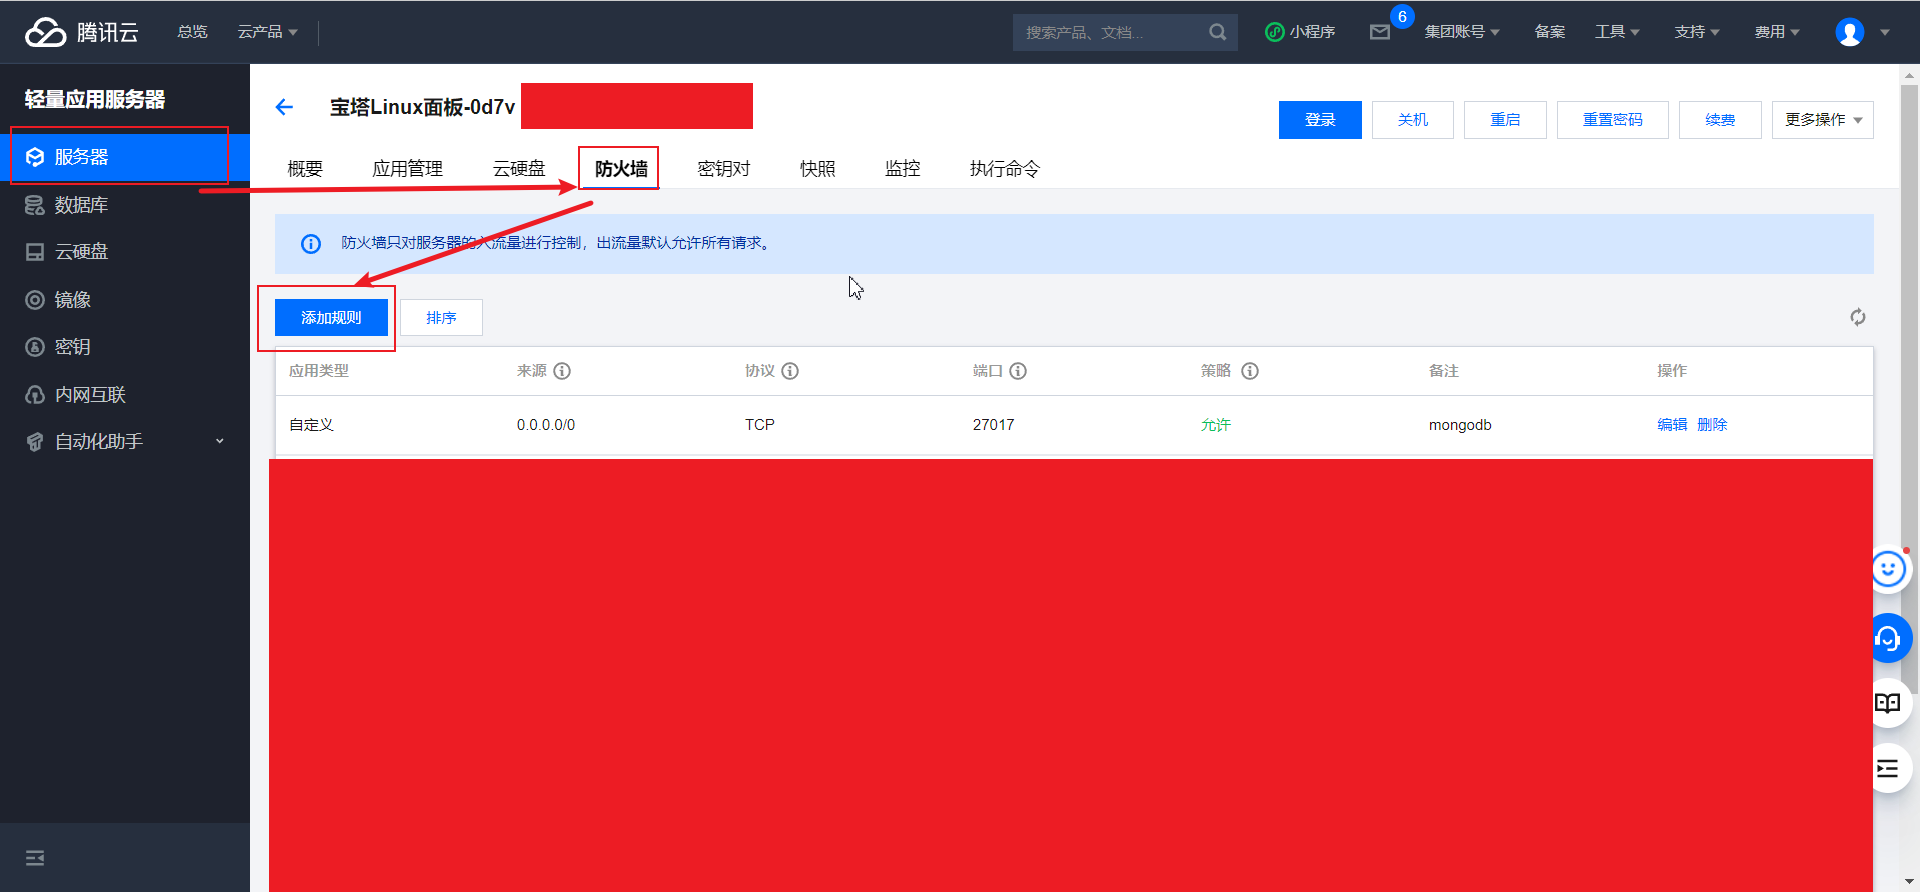 腾讯云 总览 云产品 搜索产品、文档... 小程序 6 集团账号 备案 工具 支持 费用
轻量应用服务器
服务器
数据库
云硬盘
镜像
密钥
内网互联
自动化助手
宝塔Linux面板-0d7v
登录 关机 重启 重置密码 续费 更多操作
概要 应用管理 云硬盘 防火墙 密钥对 快照 监控 执行命令
防火墙只对服务器的入流量进行控制，出流量默认允许所有请求。
添加规则 排序
应用类型 来源 协议 端口 策略 备注 操作
自定义 0.0.0.0/0 TCP 27017 允许 mongodb 编辑 删除